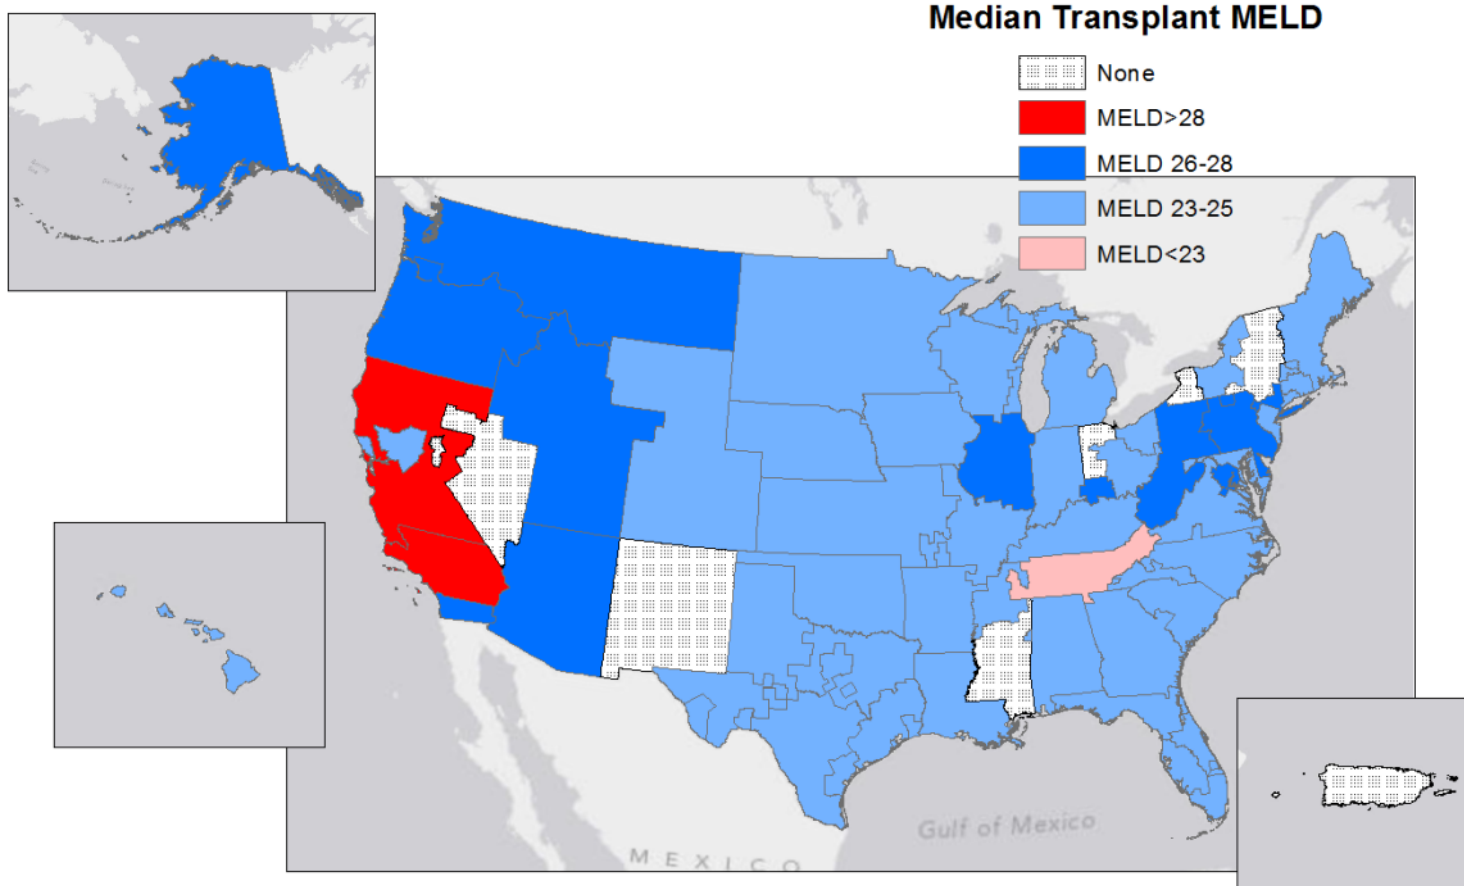 Median Transplant MELD
None
MELD>28
MELD 26-28
MELD 23-25
MELD<23
Gulf of Mexico
MEXICO